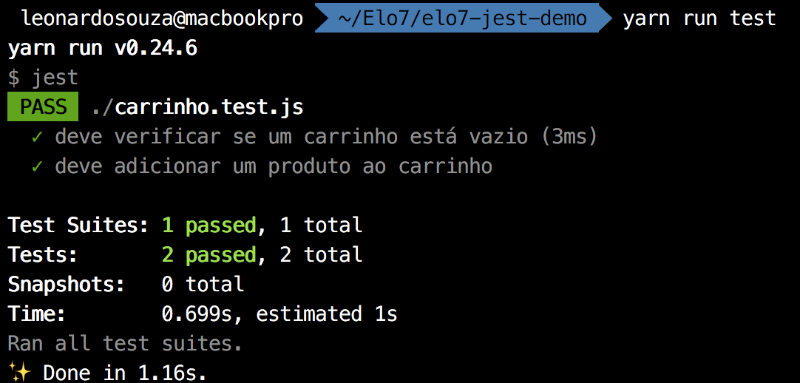 leonardosouza@macbookpro ~/Elo7/elo7-jest-demo yarn run test
yarn run v0.24.6
$ jest
PASS ./carrinho.test.js
✓ deve verificar se um carrinho está vazio (3ms)
✓ deve adicionar um produto ao carrinho
Test Suites: 1 passed, 1 total
Tests: 2 passed, 2 total
Snapshots: 0 total
Time: 0.699s, estimated 1s
Ran all test suites.
✨ Done in 1.16s.